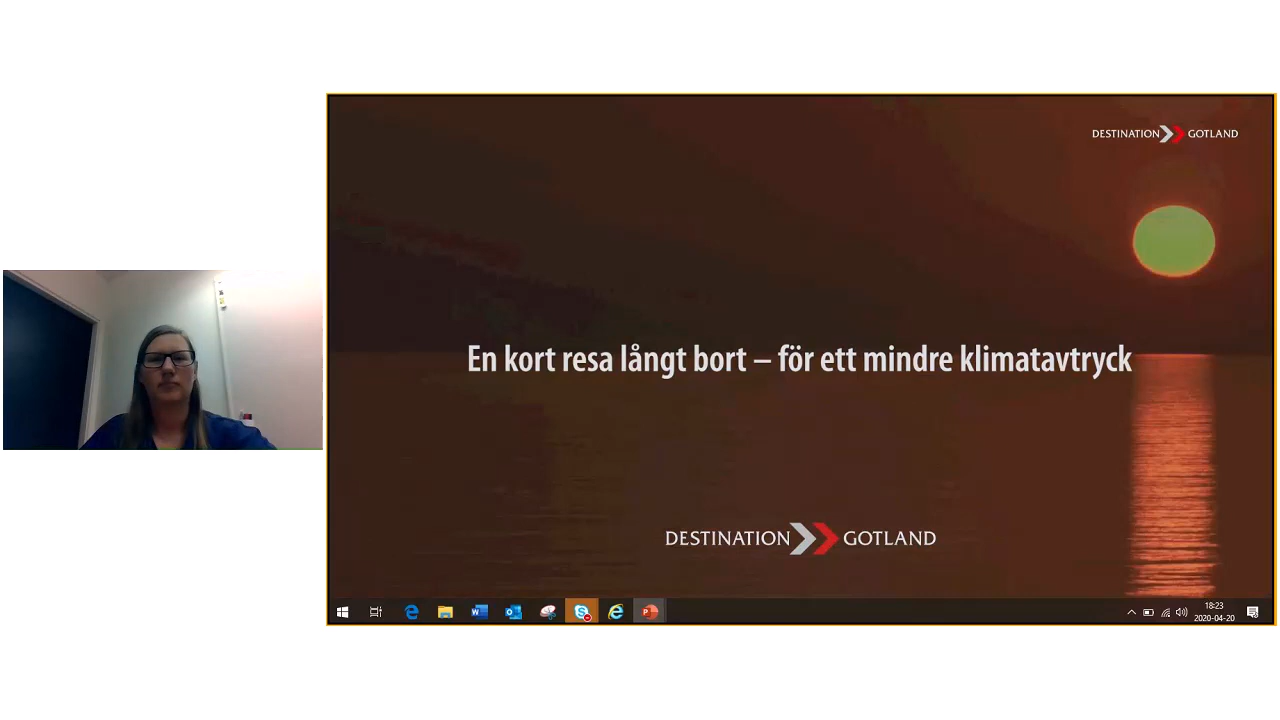 DESTINATION GOTLAND
En kort resa långt bort – för ett mindre klimatavtryck
DESTINATION GOTLAND
18:23
2020-04-20